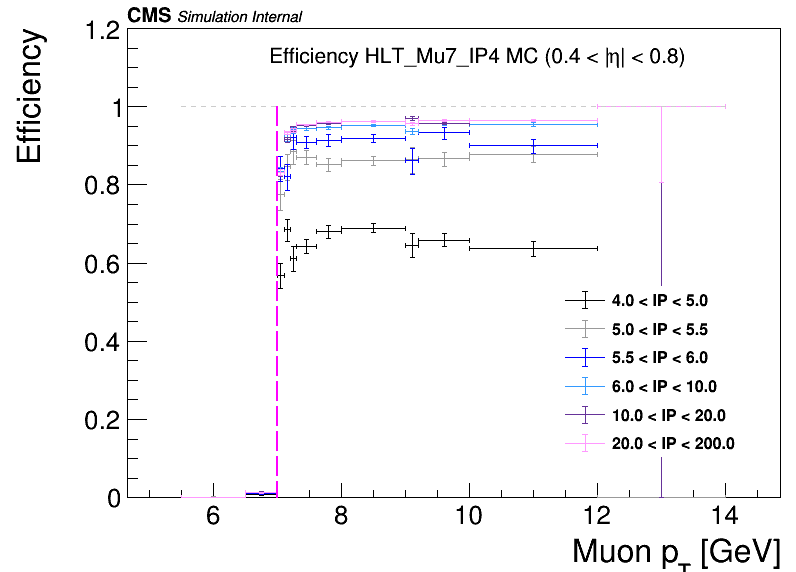 CMS Simulation Internal
Efficiency HLT_Mu7_IP4 MC (0.4 < |η| < 0.8)
Efficiency
1.2
1
0.8
0.6
0.4
0.2
0
4.0 < IP < 5.0
5.0 < IP < 5.5
5.5 < IP < 6.0
6.0 < IP < 10.0
10.0 < IP < 20.0
20.0 < IP < 200.0
6 8 10 12 14
Muon p_T [GeV]